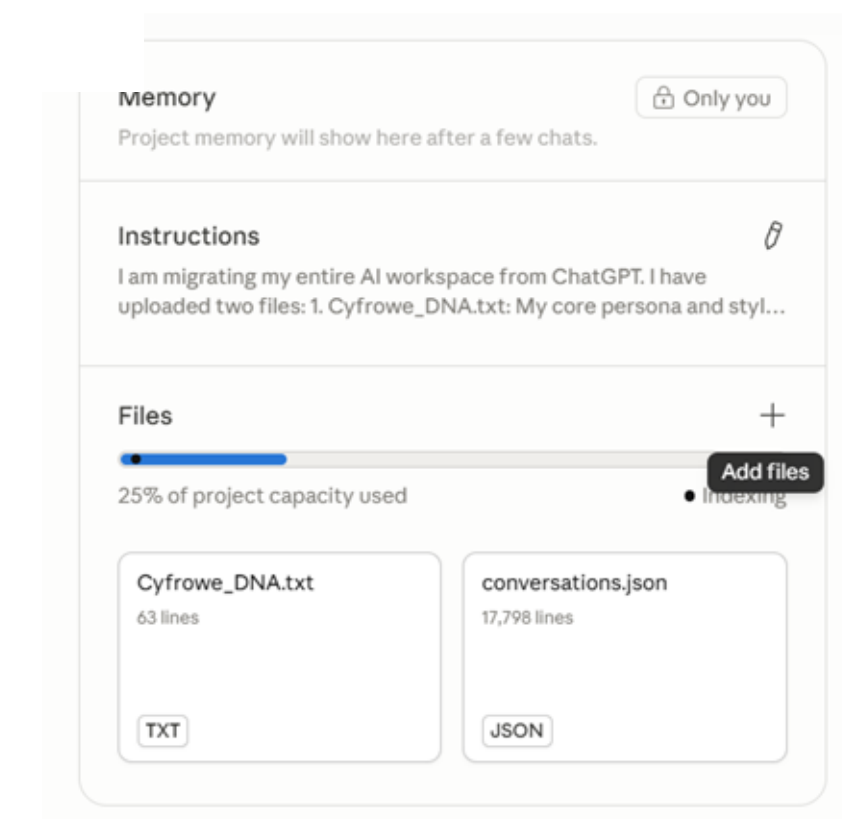 Memory
Only you
Project memory will show here after a few chats.
Instructions
I am migrating my entire AI workspace from ChatGPT. I have
uploaded two files: 1. Cyfrowe_DNA.txt: My core persona and styl...
Files
Add files
25% of project capacity used
Indexing
Cyfrowe_DNA.txt
63 lines
TXT
conversations.json
17,798 lines
JSON